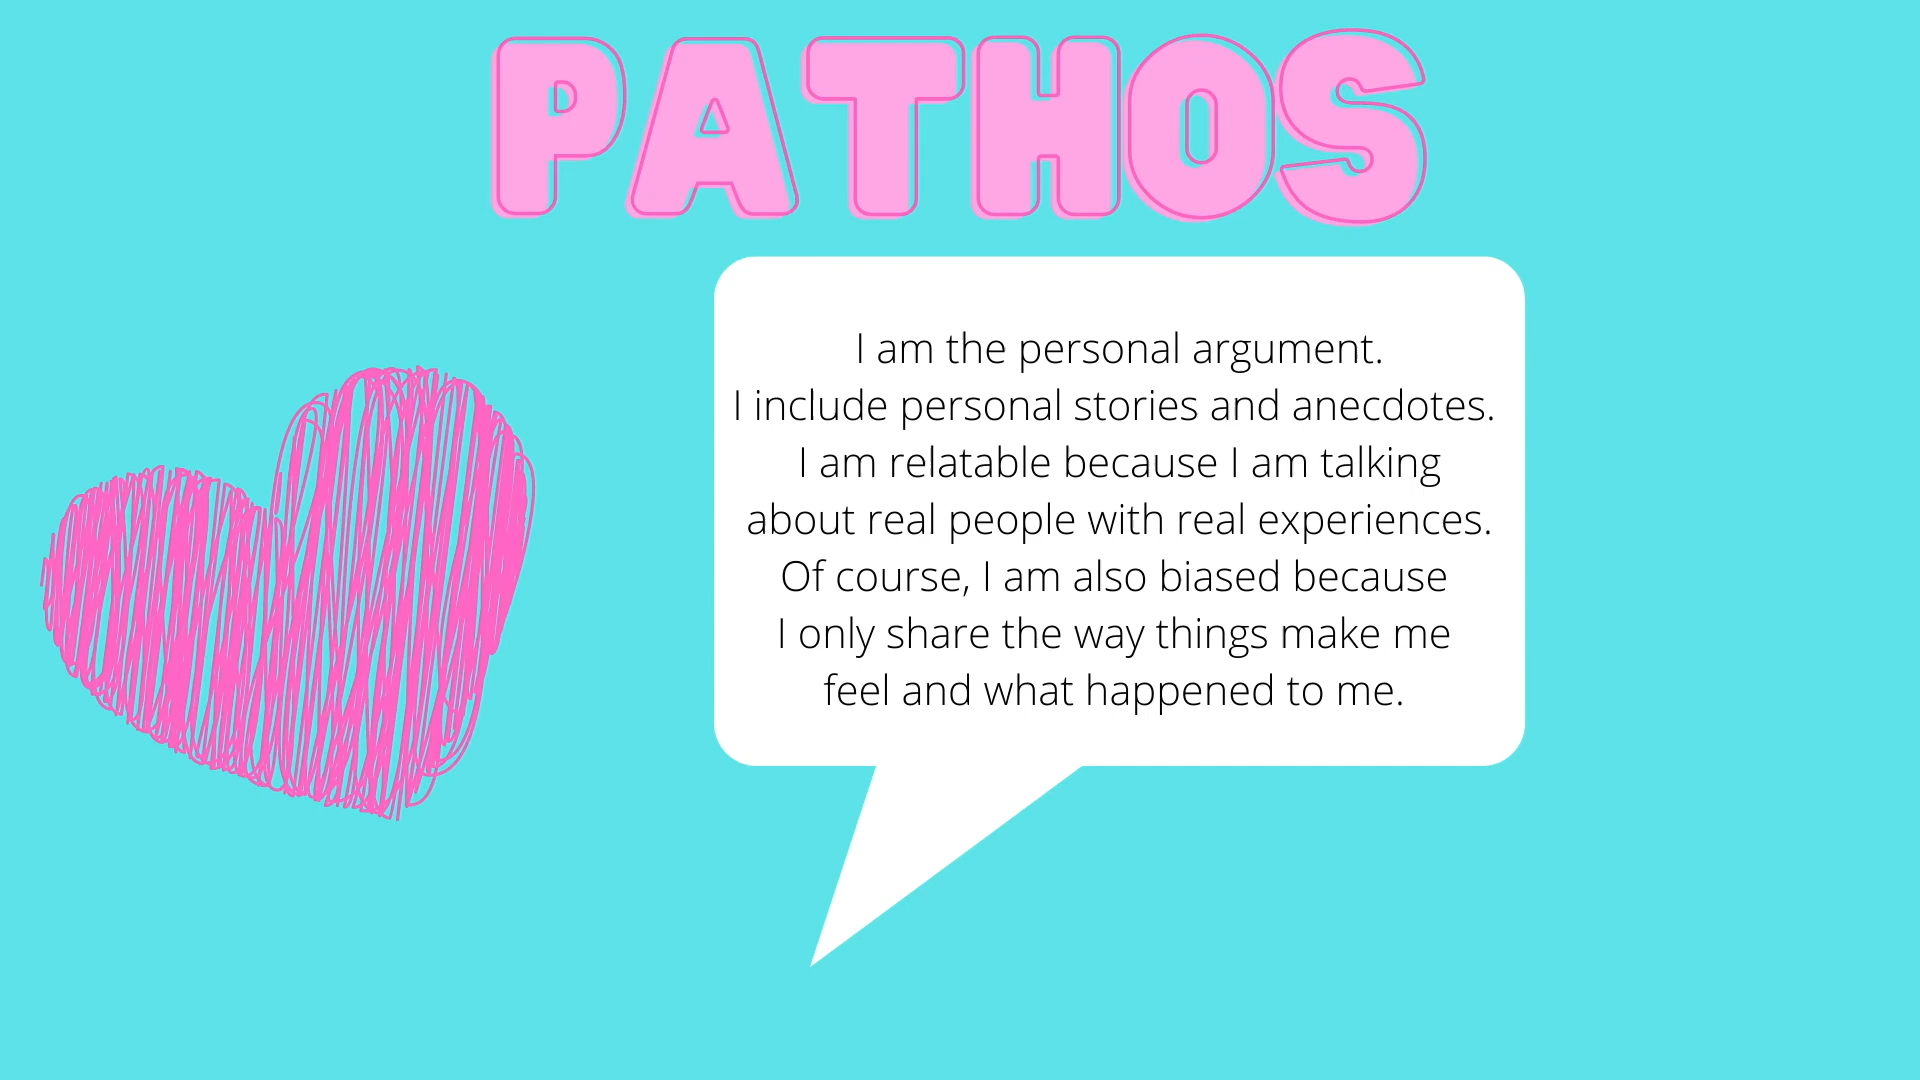 PATHOS
I am the personal argument.
I include personal stories and anecdotes.
I am relatable because I am talking
about real people with real experiences.
Of course, I am also biased because
I only share the way things make me
feel and what happened to me.